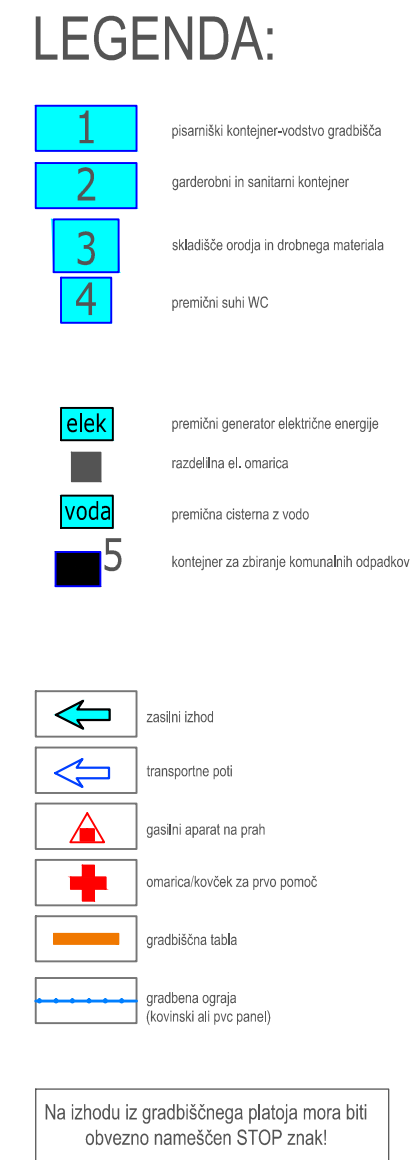 LEGENDA:
1 pisarniški kontejner-vodstvo gradbišča
2 garderobni in sanitarni kontejner
3 skladišče orodja in drobnega materiala
4 premični suhi WC
elek premični generator električne energije
razdelilna el. omarica
voda premična cisterna z vodo
5 kontejner za zbiranje komunalnih odpadkov
zasilni izhod
transportne poti
gasilni aparat na prah
omarica/kovček za prvo pomoč
gradbiščna tabla
gradbena ograja
(kovinski ali pvc panel)
Na izhodu iz gradbiščnega platoja mora biti
obvezno nameščen STOP znak!